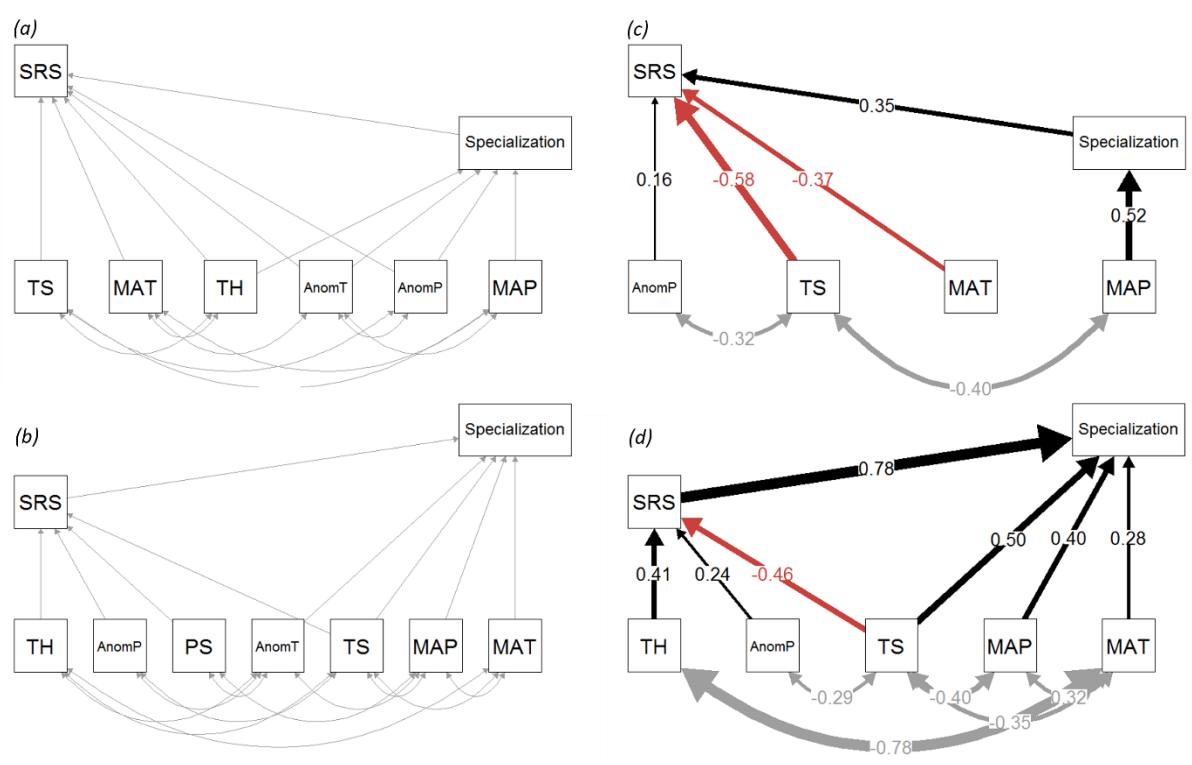 (a)
SRS
Specialization
TS MAT TH AnomT AnomP MAP
(b)
Specialization
SRS
TH AnomP PS AnomT TS MAP MAT
(c)
SRS
0.35
Specialization
0.16 -0.58 -0.37
0.52
AnomP TS MAT MAP
-0.32
-0.40
(d)
Specialization
0.78
SRS
0.50 0.40 0.28
0.41 0.24 -0.46
TH AnomP TS MAP MAT
-0.29 -0.40 0.32
-0.35
-0.78